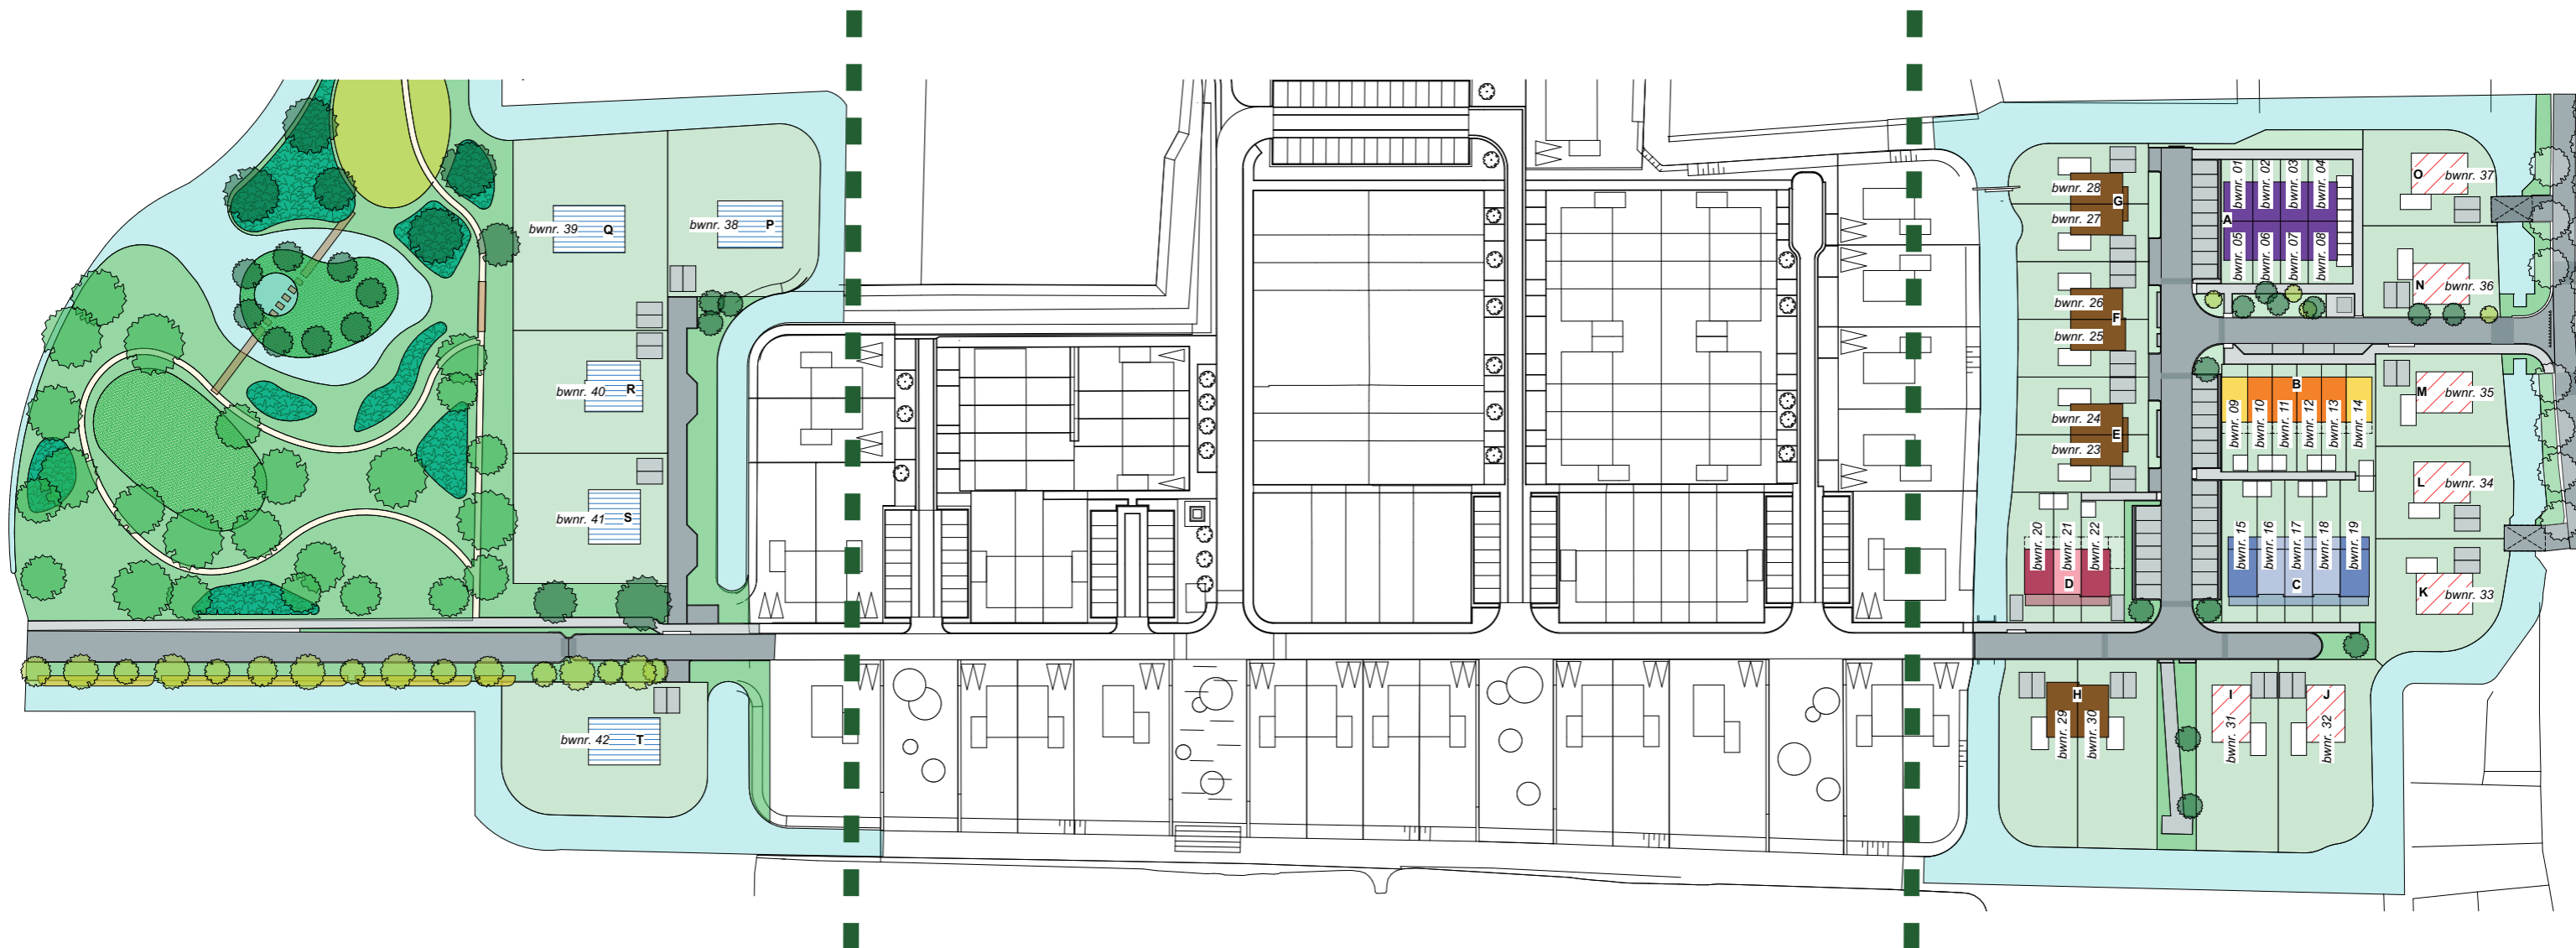 bwnr. 39
Q
bwnr. 38
P
bwnr. 40
R
bwnr. 41
S
bwnr. 42
T
bwnr. 28
G
bwnr. 27
bwnr. 26
F
bwnr. 25
bwnr. 24
E
bwnr. 23
bwnr. 20
bwnr. 21
bwnr. 22
D
H
bwnr. 29
bwnr. 30
bwnr. 01
bwnr. 02
bwnr. 03
bwnr. 04
A
bwnr. 05
bwnr. 06
bwnr. 07
bwnr. 08
B
bwnr. 09
bwnr. 10
bwnr. 11
bwnr. 12
bwnr. 13
bwnr. 14
bwnr. 15
bwnr. 16
bwnr. 17
bwnr. 18
bwnr. 19
C
I
bwnr. 31
J
bwnr. 32
O
bwnr. 37
N
bwnr. 36
M
bwnr. 35
L
bwnr. 34
K
bwnr. 33